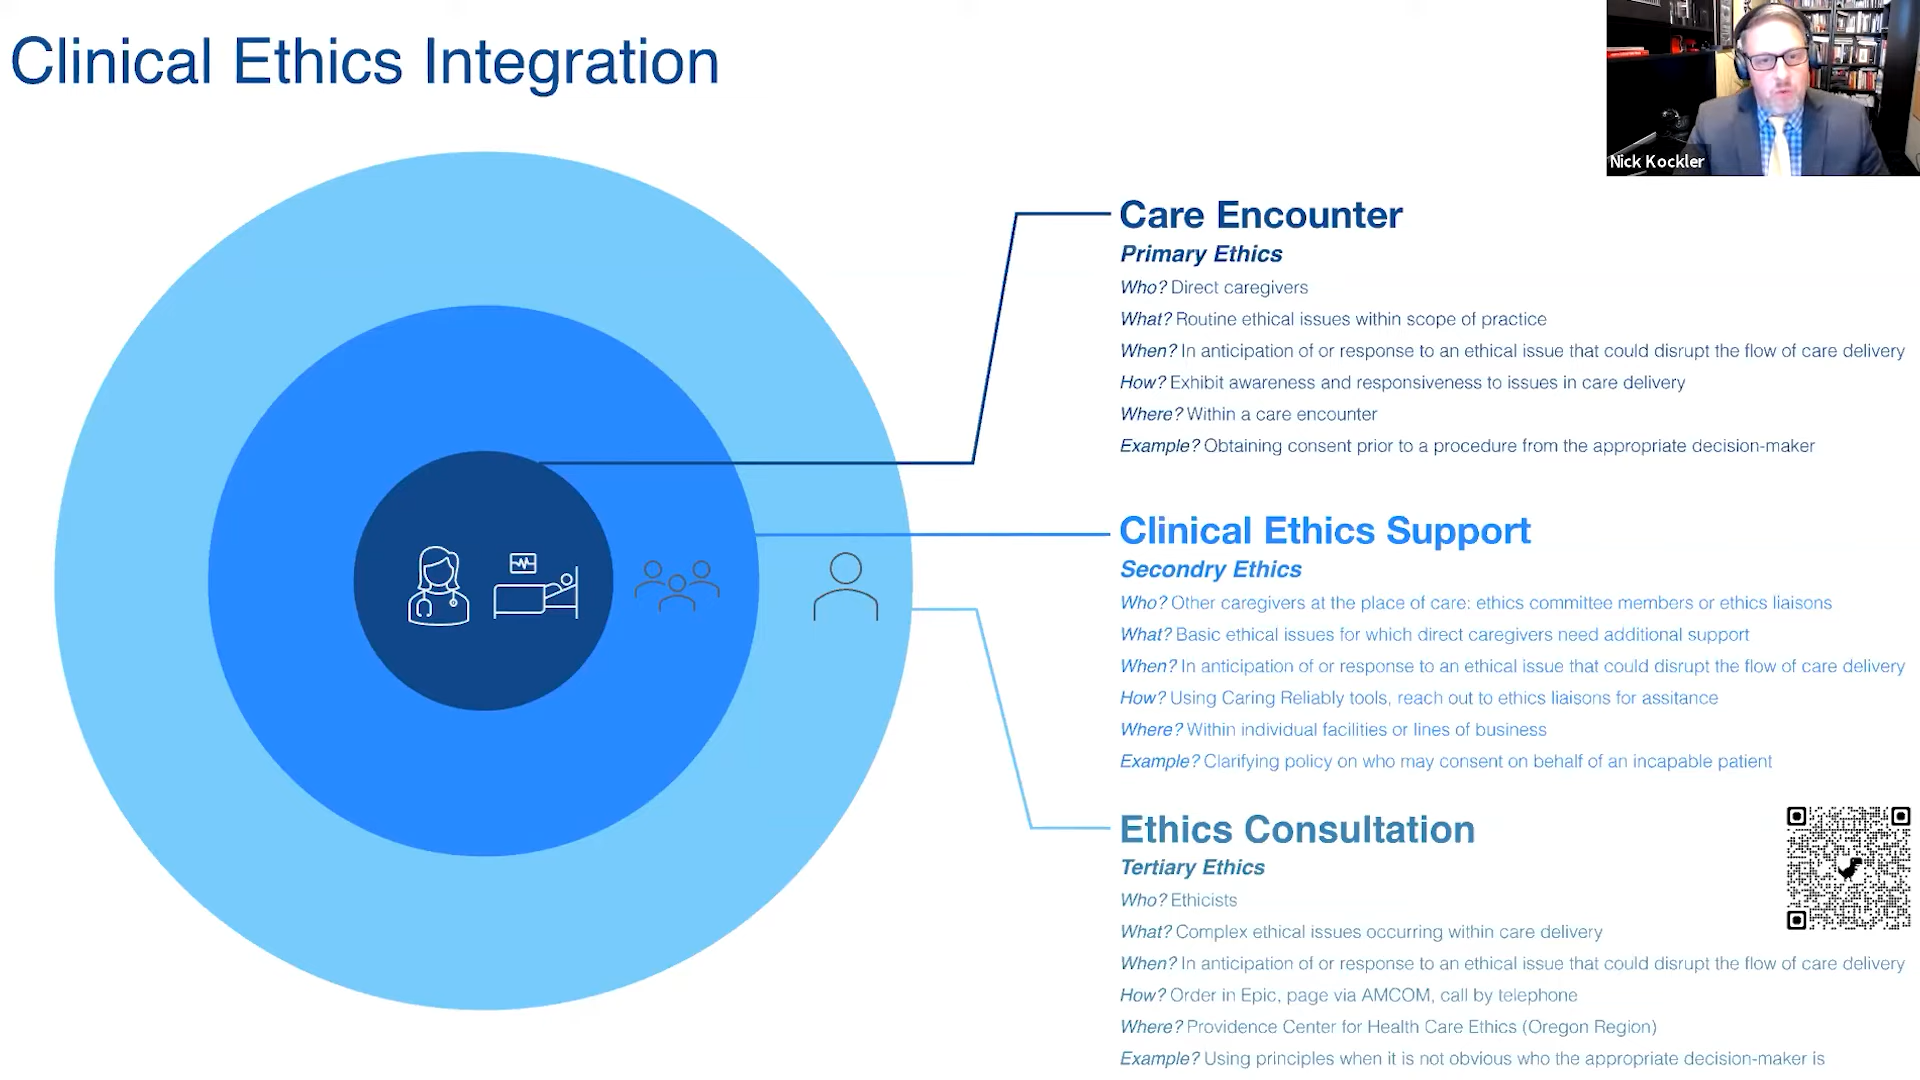 Clinical Ethics Integration
Nick Kockler
Care Encounter
Primary Ethics
Who? Direct caregivers
What? Routine ethical issues within scope of practice
When? In anticipation of or response to an ethical issue that could disrupt the flow of care delivery
How? Exhibit awareness and responsiveness to issues in care delivery
Where? Within a care encounter
Example? Obtaining consent prior to a procedure from the appropriate decision-maker
Clinical Ethics Support
Secondry Ethics
Who? Other caregivers at the place of care: ethics committee members or ethics liaisons
What? Basic ethical issues for which direct caregivers need additional support
When? In anticipation of or response to an ethical issue that could disrupt the flow of care delivery
How? Using Caring Reliably tools, reach out to ethics liaisons for assitance
Where? Within individual facilities or lines of business
Example? Clarifying policy on who may consent on behalf of an incapable patient
Ethics Consultation
Tertiary Ethics
Who? Ethicists
What? Complex ethical issues occurring within care delivery
When? In anticipation of or response to an ethical issue that could disrupt the flow of care delivery
How? Order in Epic, page via AMCOM, call by telephone
Where? Providence Center for Health Care Ethics (Oregon Region)
Example? Using principles when it is not obvious who the appropriate decision-maker is